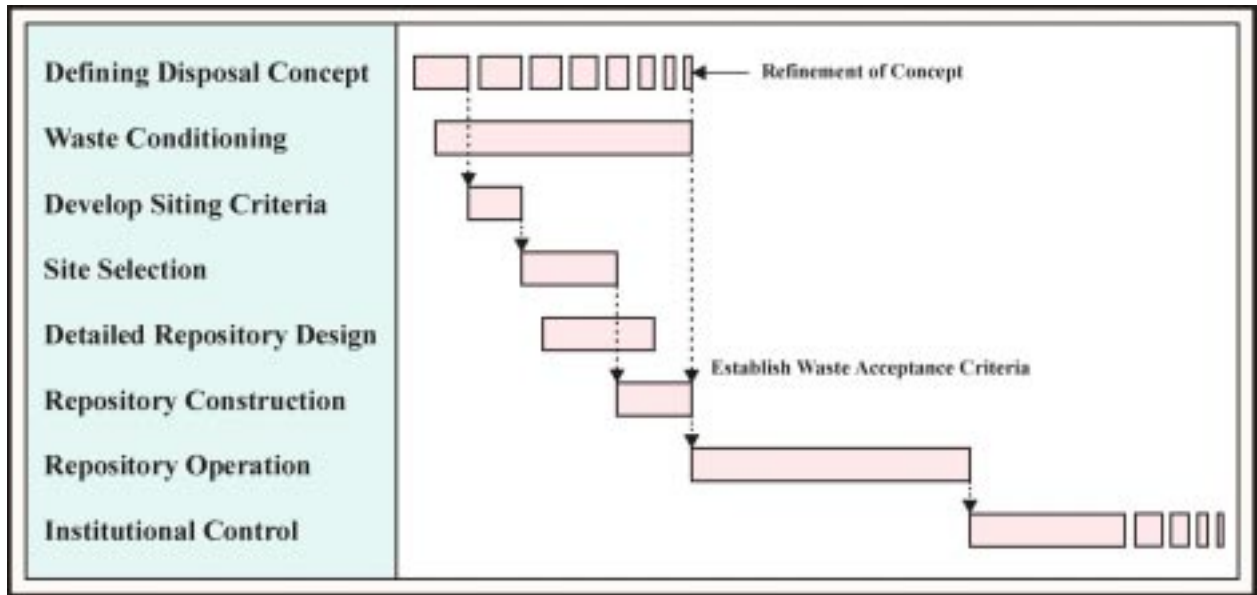 Defining Disposal Concept
Refinement of Concept
Waste Conditioning
Develop Siting Criteria
Site Selection
Detailed Repository Design
Establish Waste Acceptance Criteria
Repository Construction
Repository Operation
Institutional Control